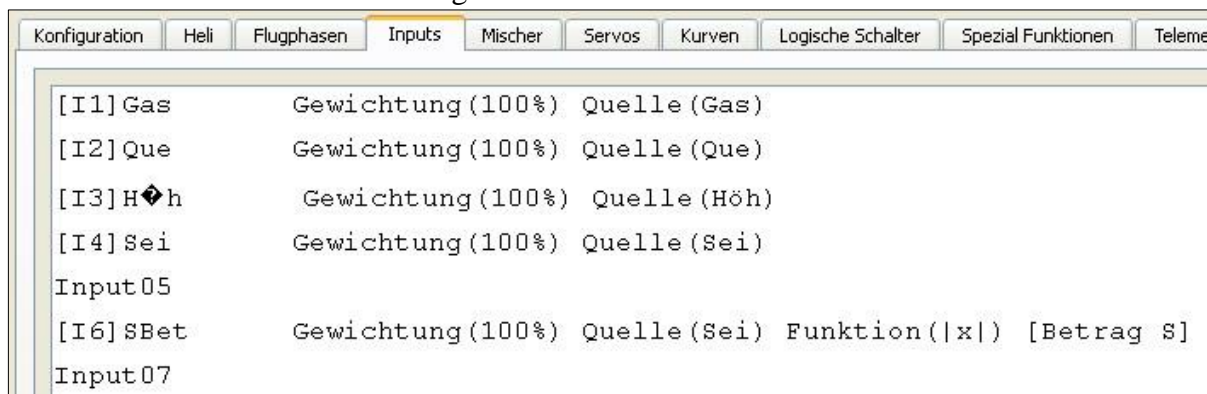 Konfiguration Heli Flugphasen Inputs Mischer Servos Kurven Logische Schalter Spezial Funktionen Teleme
[I1]Gas Gewichtung(100%) Quelle(Gas)
[I2]Que Gewichtung(100%) Quelle(Que)
[I3]H�h Gewichtung(100%) Quelle(Höh)
[I4]Sei Gewichtung(100%) Quelle(Sei)
Input05
[I6]SBet Gewichtung(100%) Quelle(Sei) Funktion(|x|) [Betrag S]
Input07